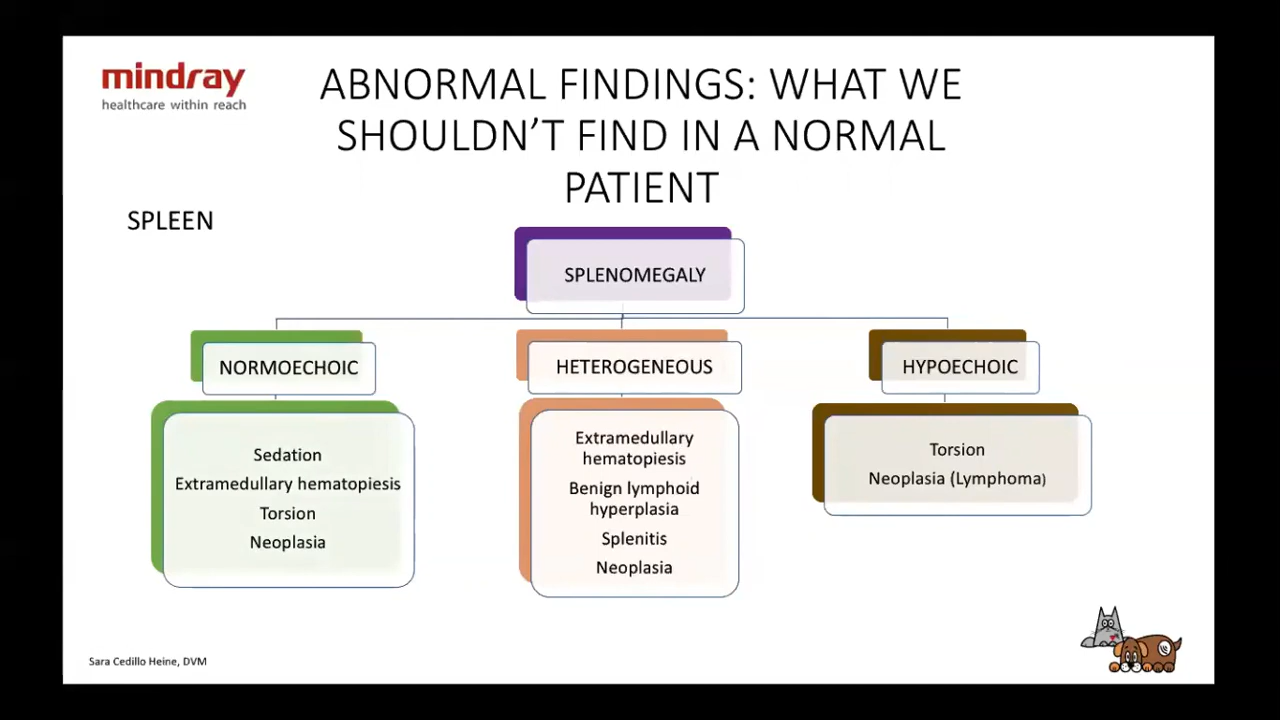 mindray
healthcare within reach
ABNORMAL FINDINGS: WHAT WE
SHOULDN’T FIND IN A NORMAL
PATIENT
SPLEEN
SPLENOMEGALY
NORMOECHOIC
Sedation
Extramedullary hematopiesis
Torsion
Neoplasia
HETEROGENEOUS
Extramedullary
hematopiesis
Benign lymphoid
hyperplasia
Splenitis
Neoplasia
HYPOECHOIC
Torsion
Neoplasia (Lymphoma)
Sara Cedillo Heine, DVM